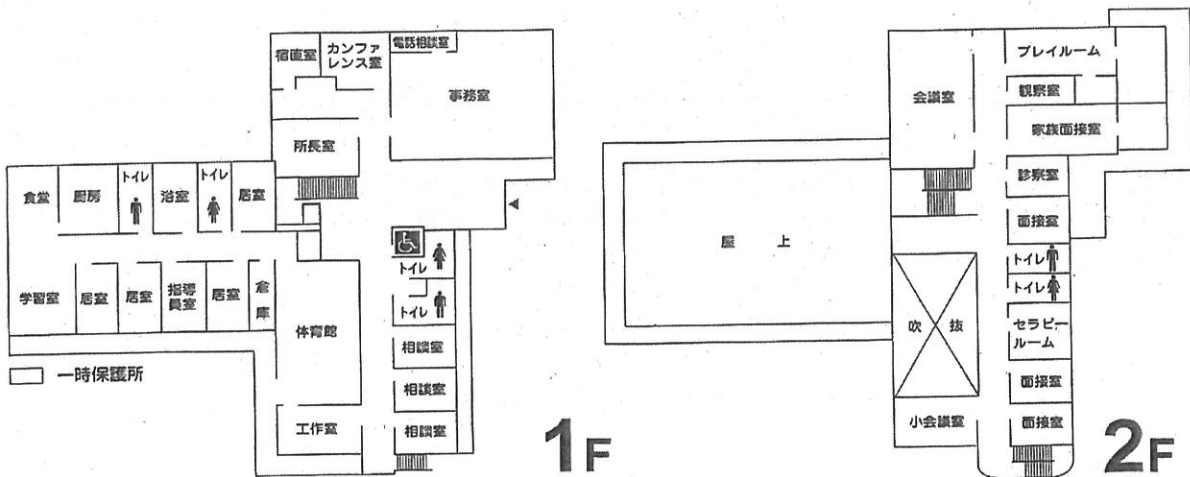 宿直室
カンファ
レンス室
電話相談室
事務室
所長室
食堂
厨房
トイレ
浴室
トイレ
居室
学習室
居室
居室
指導
員室
居室
倉
庫
体育館
トイレ
トイレ
相談室
相談室
相談室
工作室
一時保護所
1F
会議室
プレイルーム
観察室
家族面接室
診察室
面接室
屋上
トイレ
トイレ
吹抜
セラピー
ルーム
面接室
小会議室
面接室
2F